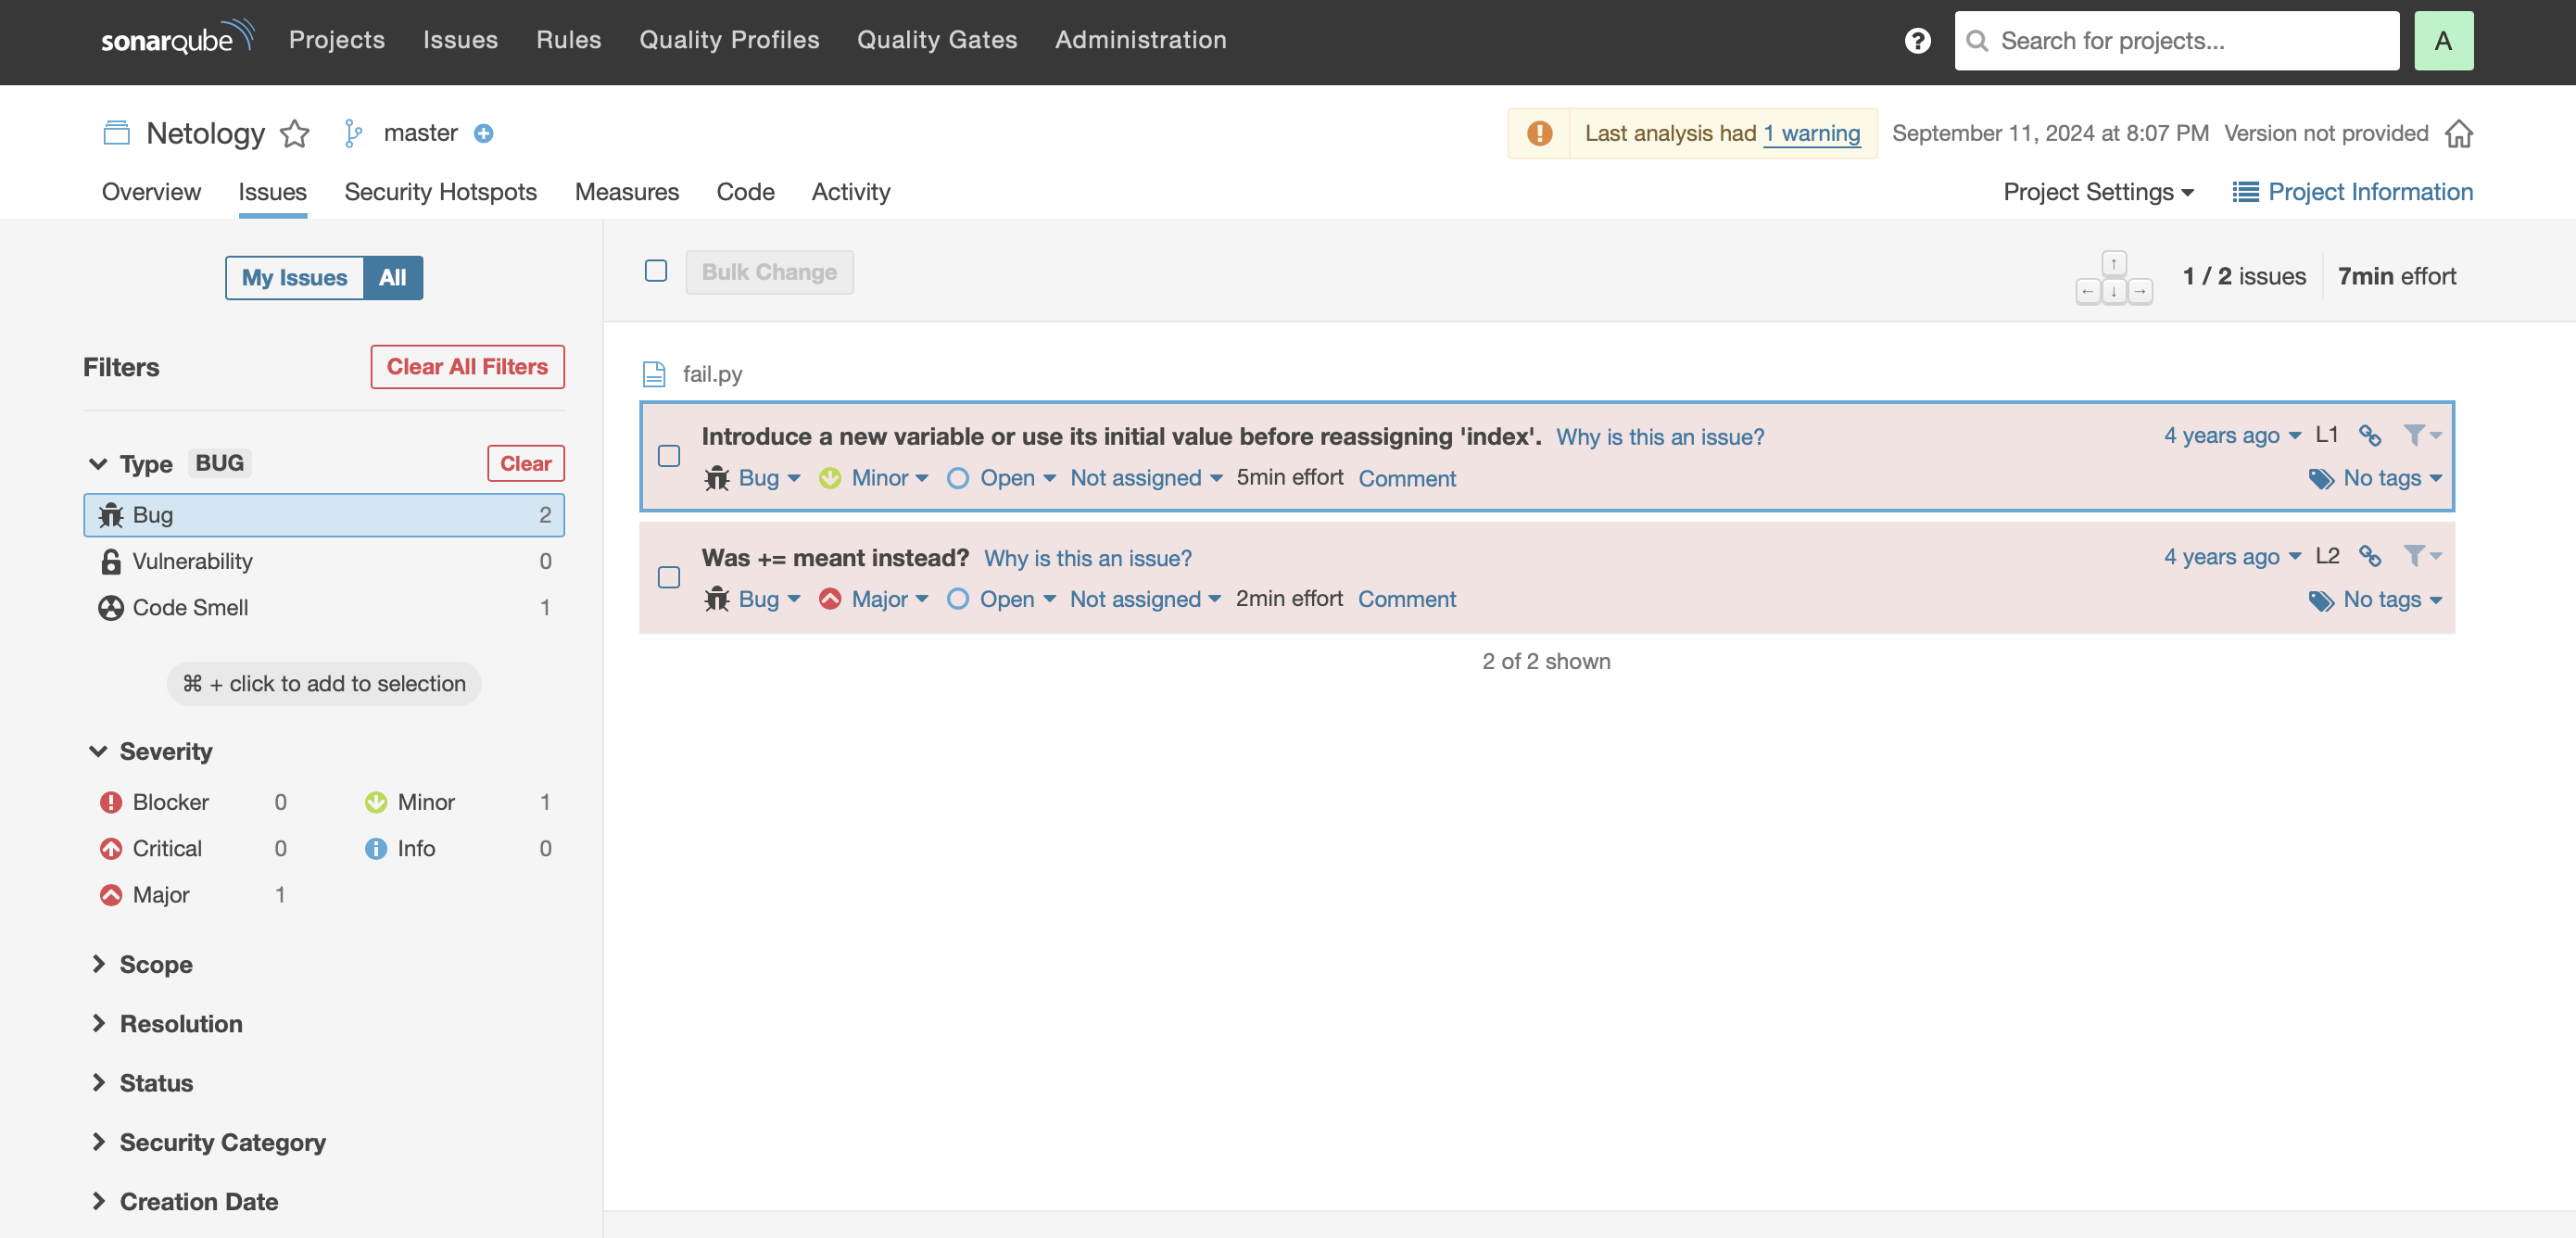 sonarqube Projects Issues Rules Quality Profiles Quality Gates Administration ? Search for projects... A
Netology master Last analysis had 1 warning September 11, 2024 at 8:07 PM Version not provided
Overview Issues Security Hotspots Measures Code Activity Project Settings Project Information
My Issues All
Bulk Change
↑
← ↓ →
1 / 2 issues 7min effort
Filters Clear All Filters
Type BUG Clear
Bug 2
Vulnerability 0
Code Smell 1
⌘ + click to add to selection
Severity
Blocker 0 Minor 1
Critical 0 Info 0
Major 1
Scope
Resolution
Status
Security Category
Creation Date
fail.py
Introduce a new variable or use its initial value before reassigning 'index'. Why is this an issue? 4 years ago L1
Bug Minor Open Not assigned 5min effort Comment No tags
Was += meant instead? Why is this an issue? 4 years ago L2
Bug Major Open Not assigned 2min effort Comment No tags
2 of 2 shown